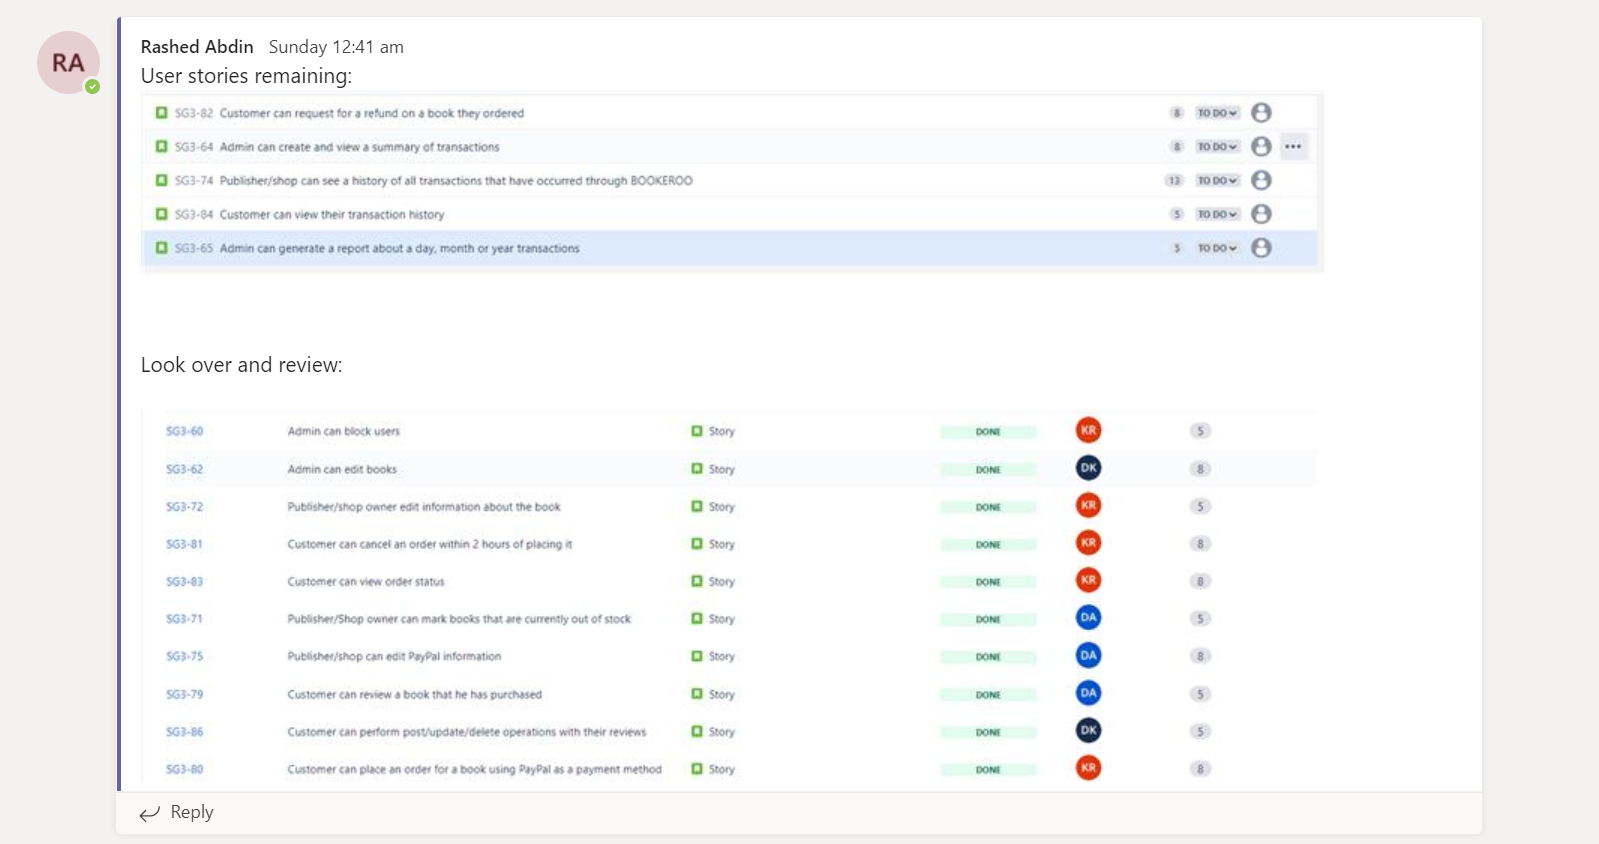 RA
Rashed Abdin Sunday 12:41 am
User stories remaining:
SG3-82 Customer can request for a refund on a book they ordered 8 TO DO
SG3-64 Admin can create and view a summary of transactions 8 TO DO
SG3-74 Publisher/shop can see a history of all transactions that have occurred through BOOKEROO 13 TO DO
SG3-84 Customer can view their transaction history 5 TO DO
SG3-65 Admin can generate a report about a day, month or year transactions 5 TO DO
Look over and review:
SG3-60 Admin can block users Story DONE KR 5
SG3-62 Admin can edit books Story DONE DK 8
SG3-72 Publisher/shop owner edit information about the book Story DONE KR 5
SG3-81 Customer can cancel an order within 2 hours of placing it Story DONE KR 8
SG3-83 Customer can view order status Story DONE KR 8
SG3-71 Publisher/Shop owner can mark books that are currently out of stock Story DONE DA 5
SG3-75 Publisher/shop can edit PayPal information Story DONE DA 8
SG3-79 Customer can review a book that he has purchased Story DONE DA 5
SG3-86 Customer can perform post/update/delete operations with their reviews Story DONE DK 5
SG3-80 Customer can place an order for a book using PayPal as a payment method Story DONE KR 8
Reply